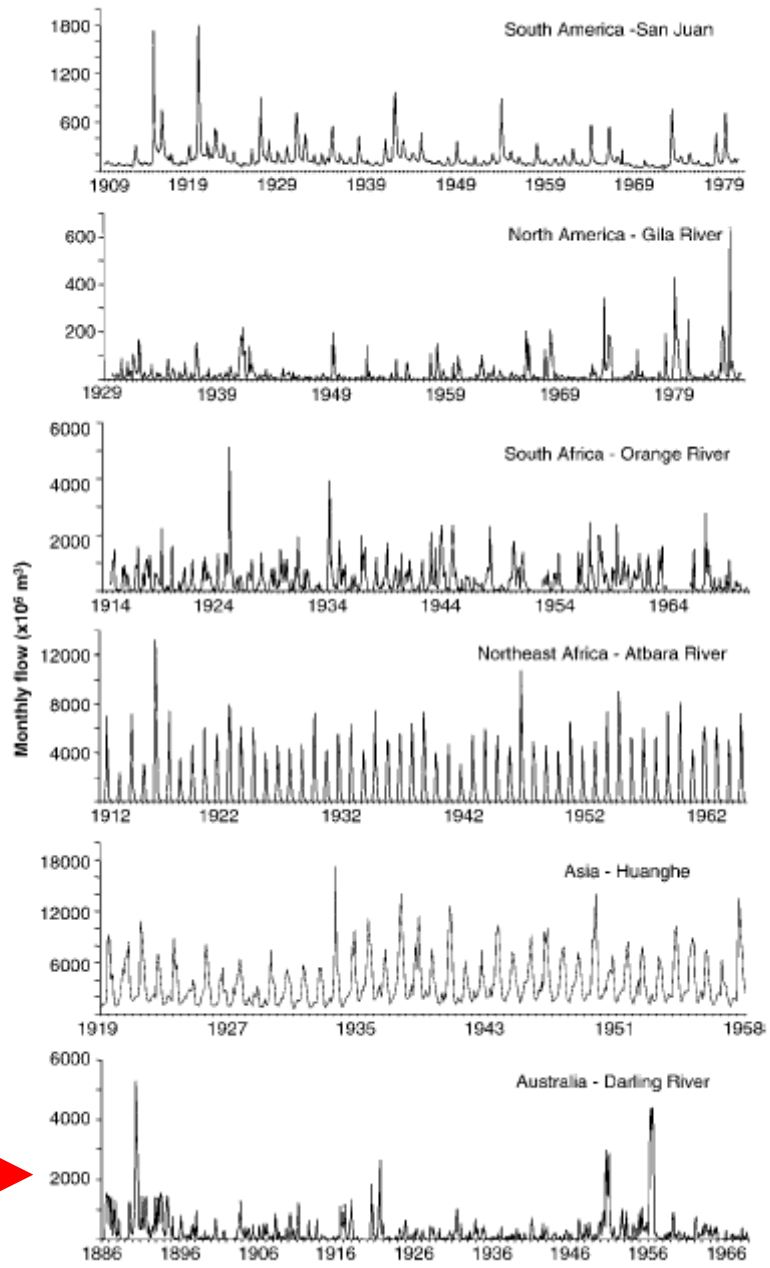 Monthly flow (x10⁶ m³)
South America -San Juan
1800
1200
600
1909 1919 1929 1939 1949 1959 1969 1979
North America - Gila River
600
400
200
1929 1939 1949 1959 1969 1979
South Africa - Orange River
6000
4000
2000
1914 1924 1934 1944 1954 1964
Northeast Africa - Atbara River
12000
8000
4000
1912 1922 1932 1942 1952 1962
Asia - Huanghe
18000
12000
6000
1919 1927 1935 1943 1951 1958
Australia - Darling River
6000
4000
2000
1886 1896 1906 1916 1926 1936 1946 1956 1966